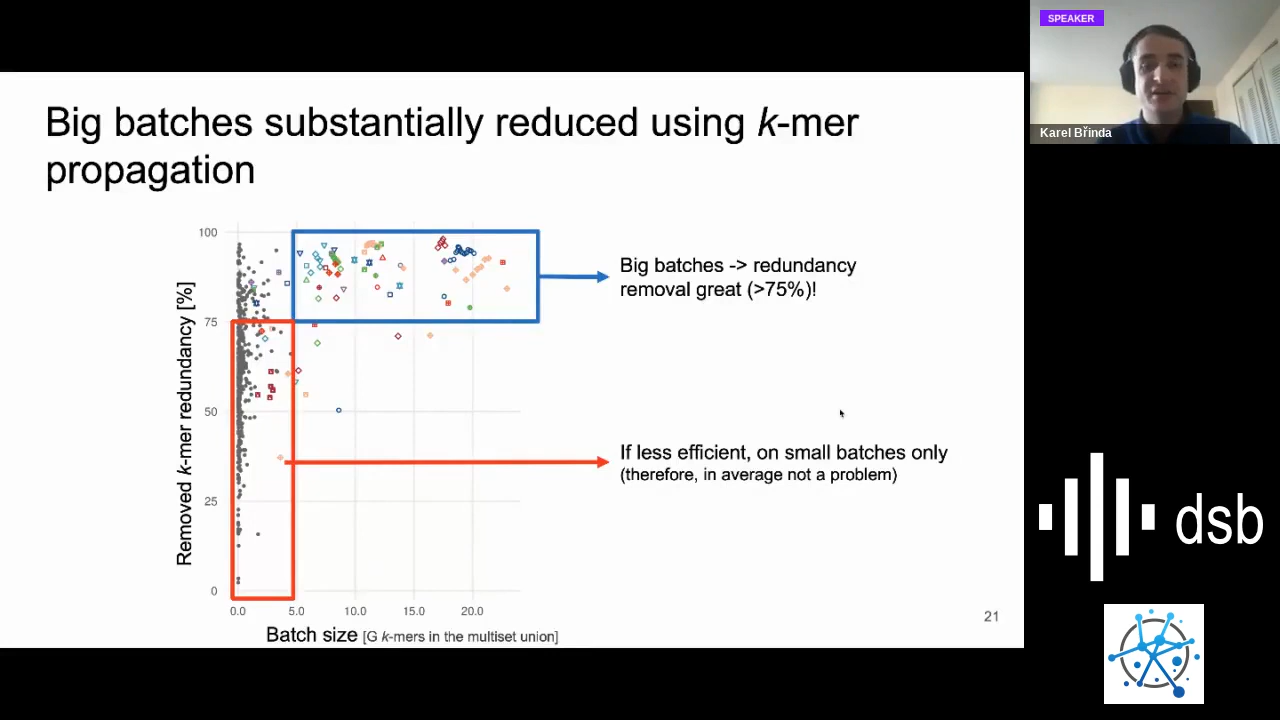 SPEAKER
Karel Břinda
Big batches substantially reduced using k-mer
propagation
Removed k-mer redundancy [%]
100
75
50
25
0
0.0 5.0 10.0 15.0 20.0
Batch size [G k-mers in the multiset union]
Big batches -> redundancy
removal great (>75%)!
If less efficient, on small batches only
(therefore, in average not a problem)
21
dsb